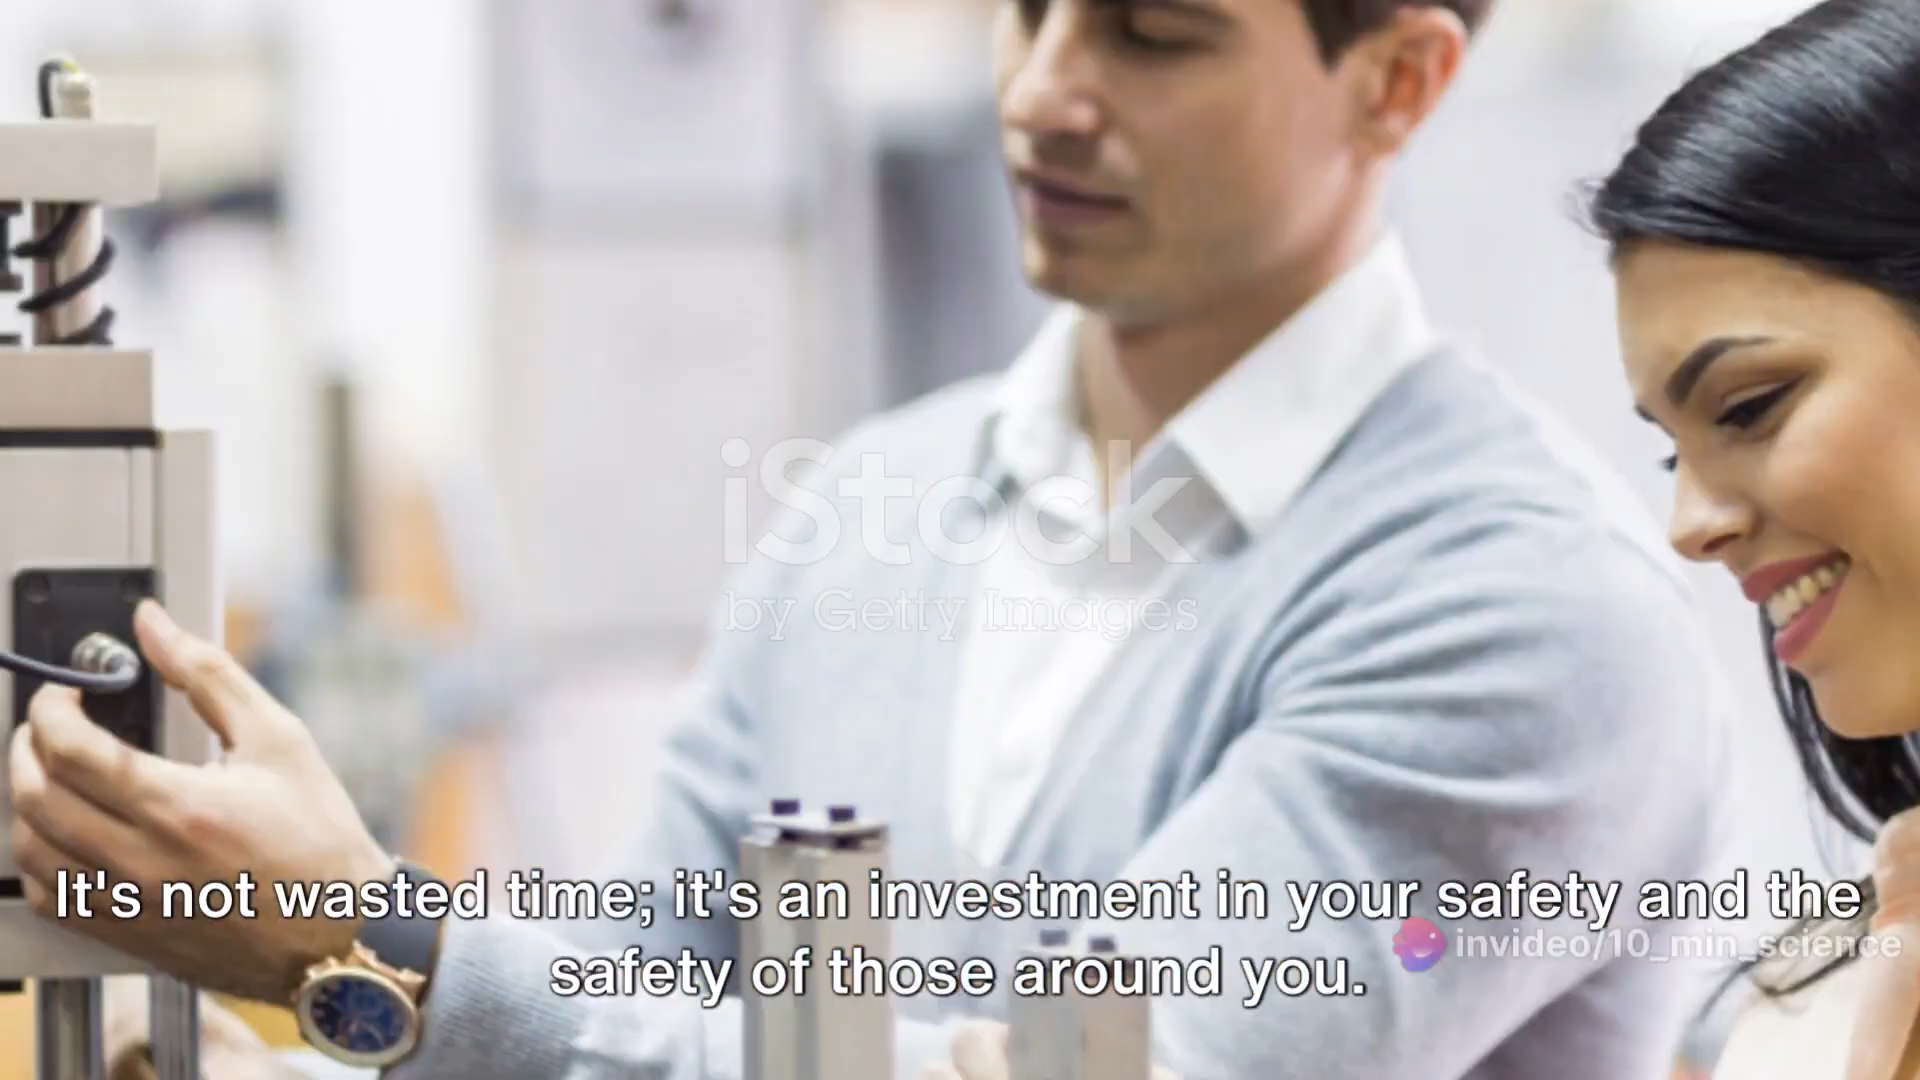 iStock
by Getty Images
It's not wasted time; it's an investment in your safety and the
safety of those around you.
invideo/10_min_science